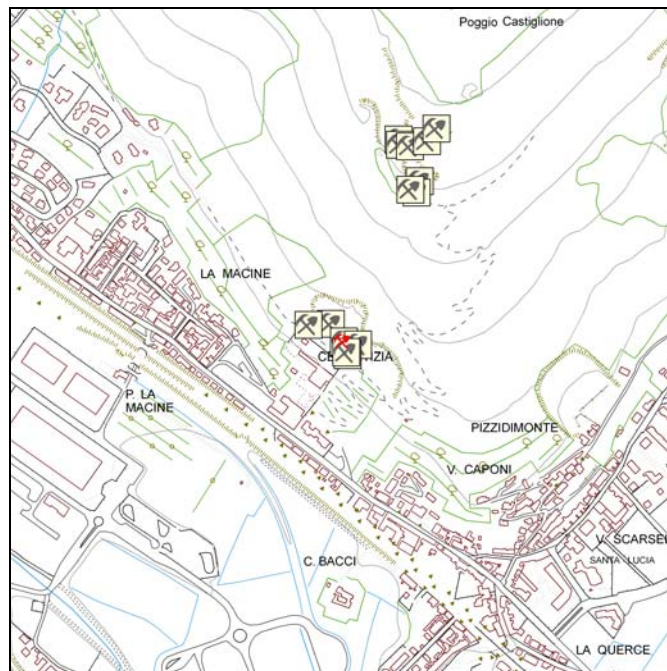 Poggio Castiglione
LA MACINE
P. LA
MACINE
PIZZIDIMONTE
V. CAPONI
V. SCARSEL
SANTA LUCIA
C. BACCI
LA QUERCE